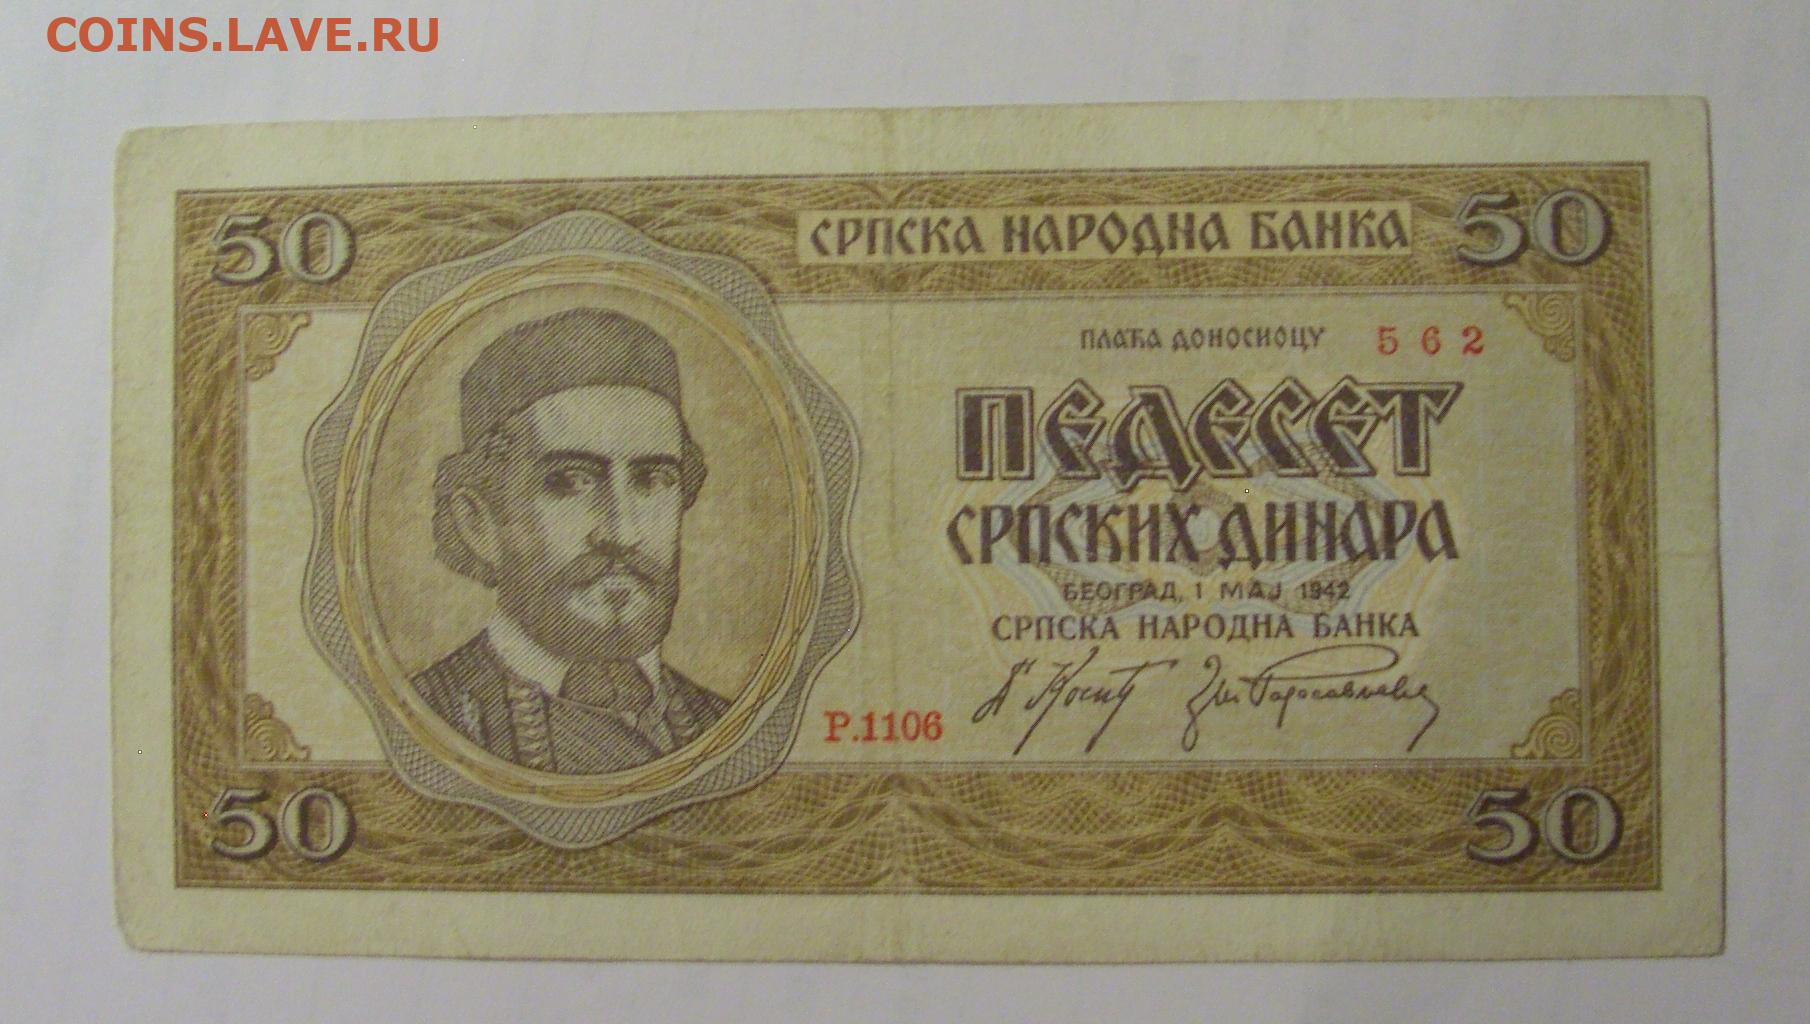 COINS.LAVE.RU
50
СРПСКА НАРОДНА БАНКА
50
ПЛАЋА ДОНОСИОЦУ 562
ПЕДЕСЕТ
СРПСКИХ ДИНАРА
БЕОГРАД, 1 МАЈ 1942
СРПСКА НАРОДНА БАНКА
Р.1106
50
50